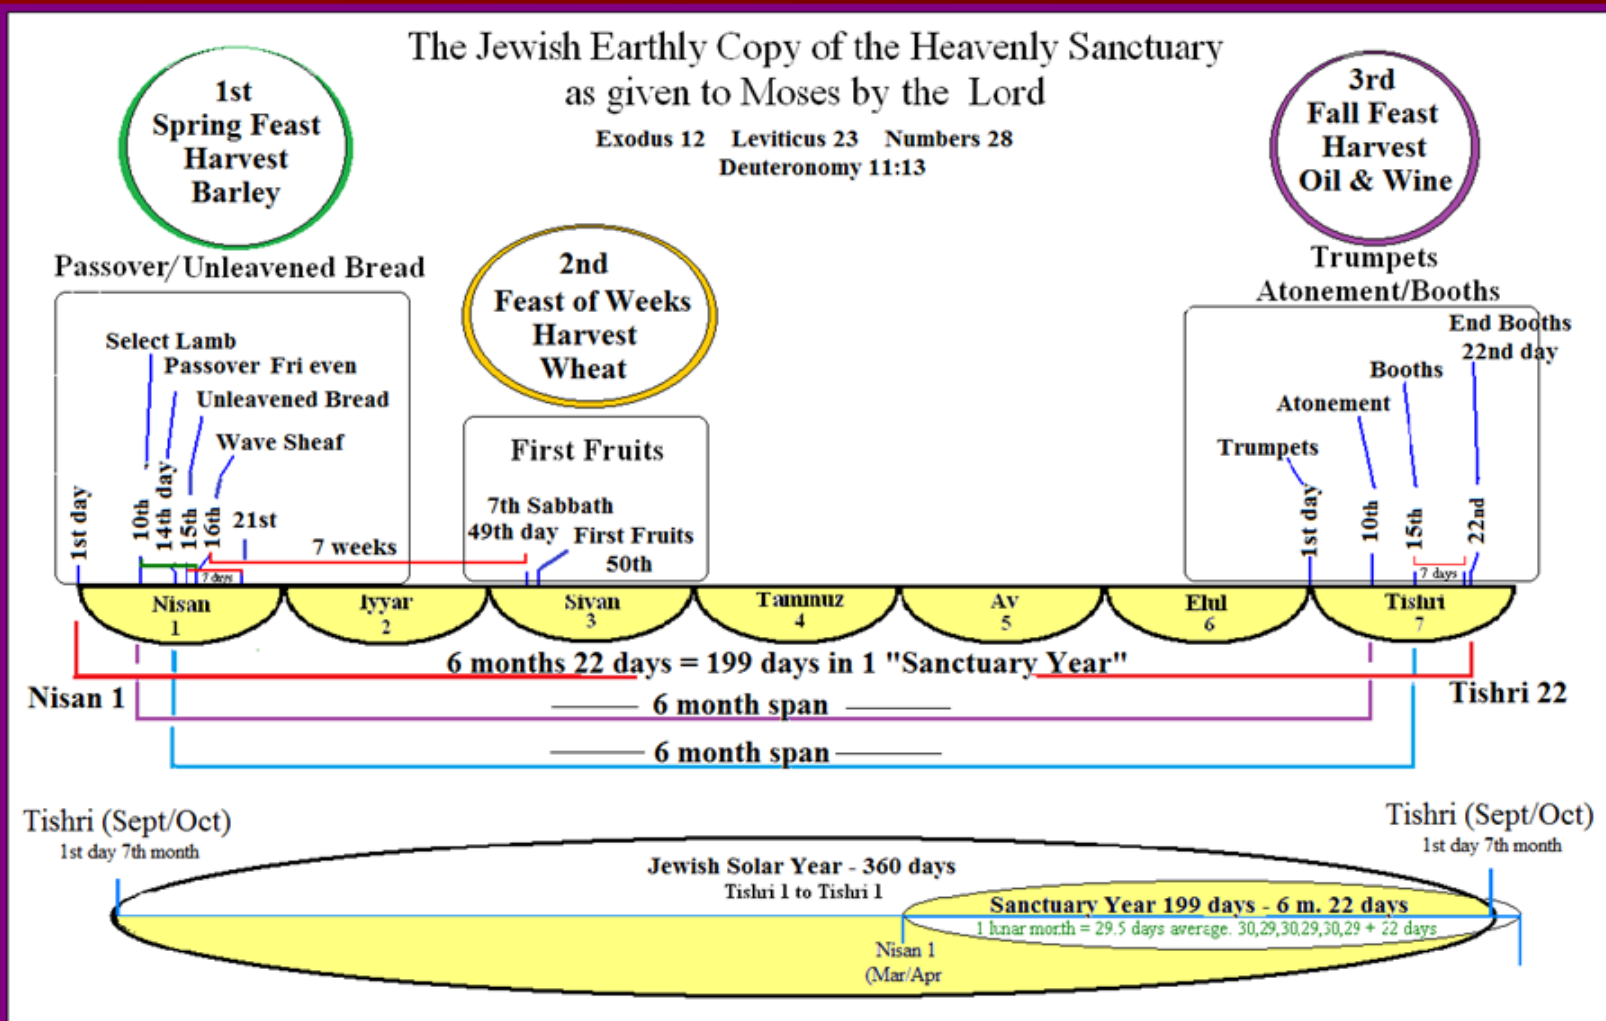 The Jewish Earthly Copy of the Heavenly Sanctuary
as given to Moses by the Lord
Exodus 12 Leviticus 23 Numbers 28
Deuteronomy 11:13
1st
Spring Feast
Harvest
Barley
Passover/Unleavened Bread
Select Lamb
Passover Fri even
Unleavened Bread
Wave Sheaf
1st day
10th
14th day
15th
16th
21st
7 days
7 weeks
2nd
Feast of Weeks
Harvest
Wheat
First Fruits
7th Sabbath
49th day
First Fruits
50th
3rd
Fall Feast
Harvest
Oil & Wine
Trumpets
Atonement/Booths
End Booths
22nd day
Booths
Atonement
Trumpets
1st day
10th
15th
22nd
7 days
Nisan
1
Iyyar
2
Sivan
3
Tammuz
4
Av
5
Elul
6
Tishri
7
6 months 22 days = 199 days in 1 "Sanctuary Year"
Nisan 1
Tishri 22
6 month span
6 month span
Tishri (Sept/Oct)
1st day 7th month
Tishri (Sept/Oct)
1st day 7th month
Jewish Solar Year - 360 days
Tishri 1 to Tishri 1
Sanctuary Year 199 days - 6 m. 22 days
1 lunar month = 29.5 days average. 30,29,30,29,30,29 + 22 days
Nisan 1
(Mar/Apr